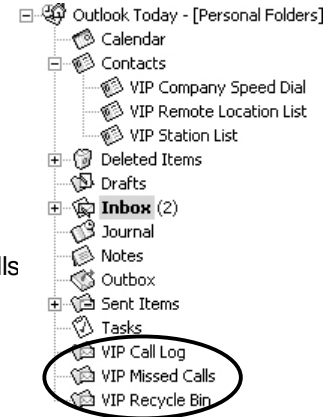 Outlook Today - [Personal Folders]
Calendar
Contacts
VIP Company Speed Dial
VIP Remote Location List
VIP Station List
Deleted Items
Drafts
Inbox (2)
Journal
Notes
lls
Outbox
Sent Items
Tasks
VIP Call Log
VIP Missed Calls
VIP Recycle Bin